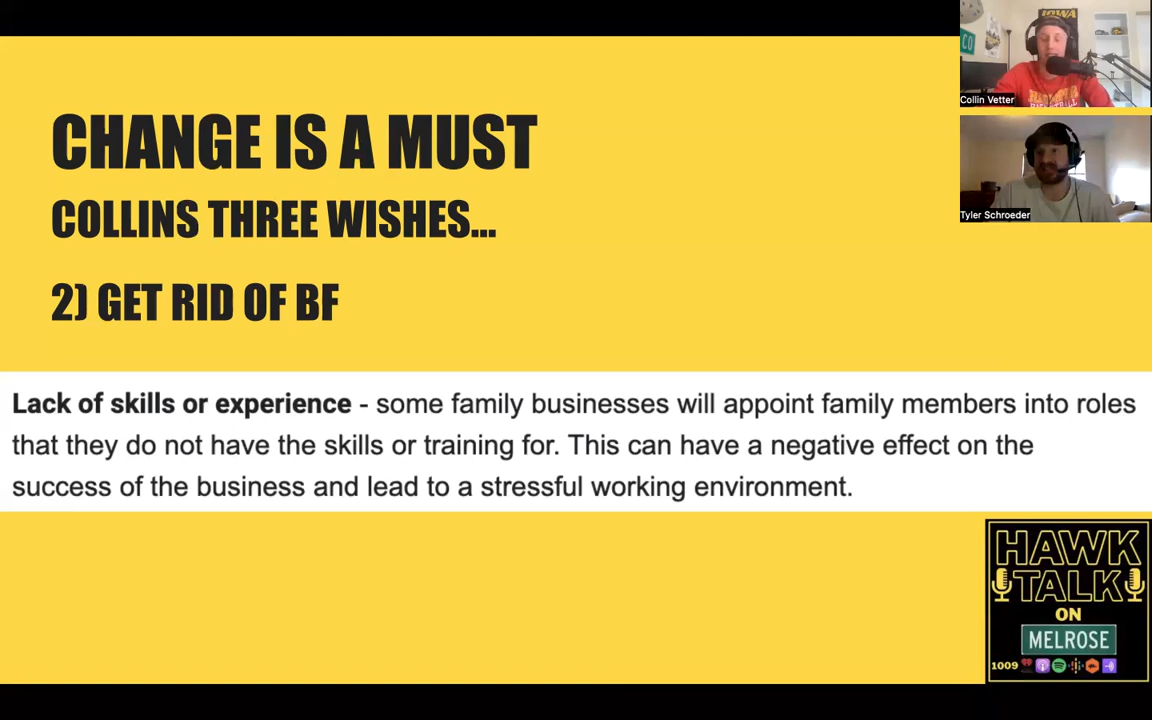 CHANGE IS A MUST
COLLINS THREE WISHES...
2) GET RID OF BF
Lack of skills or experience - some family businesses will appoint family members into roles
that they do not have the skills or training for. This can have a negative effect on the
success of the business and lead to a stressful working environment.
IOWA
CO
Collin Vetter
Tyler Schroeder
HAWK
TALK
ON
MELROSE
1009